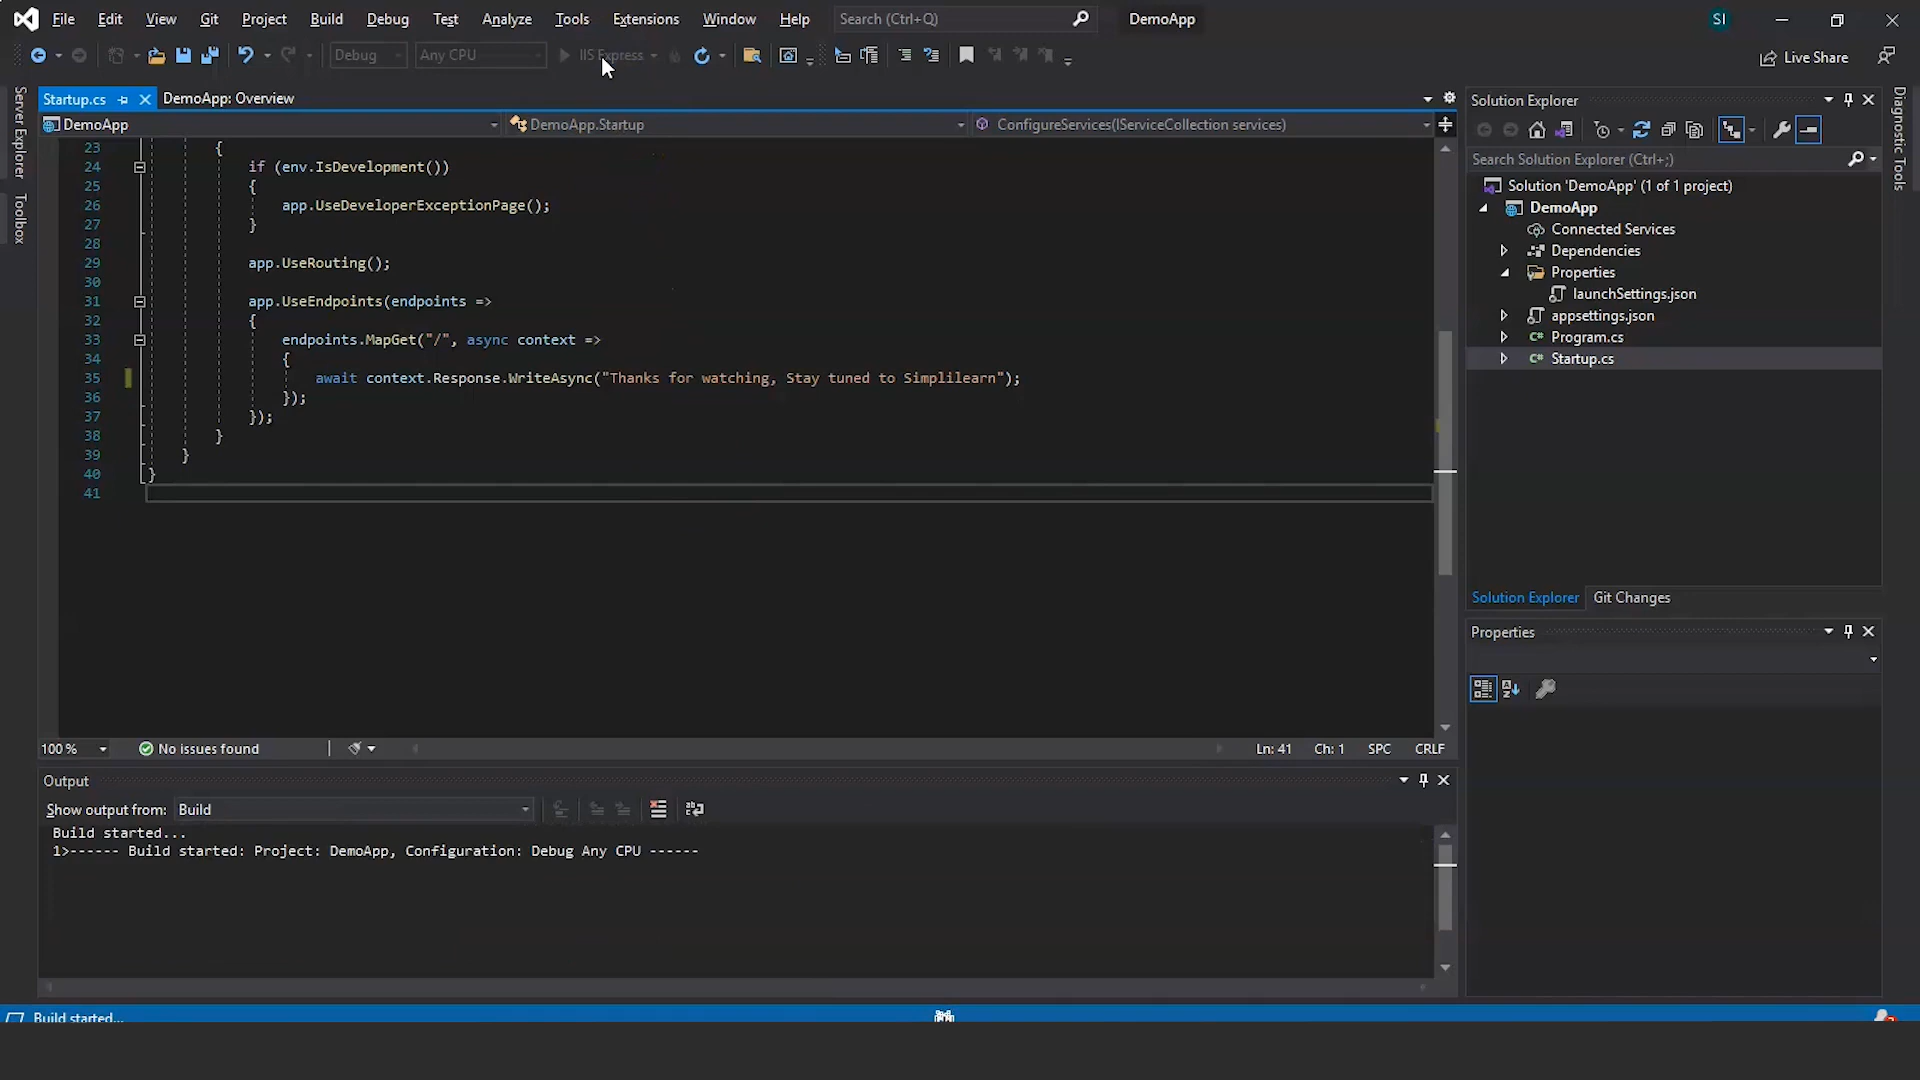 File Edit View Git Project Build Debug Test Analyze Tools Extensions Window Help Search (Ctrl+Q) DemoApp SI
Debug Any CPU IIS Express Live Share
Server Explorer
Toolbox
Startup.cs DemoApp: Overview
DemoApp DemoApp.Startup ConfigureServices(IServiceCollection services)
23 {
24 if (env.IsDevelopment())
25 {
26 app.UseDeveloperExceptionPage();
27 }
28
29 app.UseRouting();
30
31 app.UseEndpoints(endpoints =>
32 {
33 endpoints.MapGet("/", async context =>
34 {
35 await context.Response.WriteAsync("Thanks for watching, Stay tuned to Simplilearn");
36 });
37 });
38 }
39 }
40 }
41
100 % No issues found Ln: 41 Ch: 1 SPC CRLF
Output
Show output from: Build
Build started...
1>------ Build started: Project: DemoApp, Configuration: Debug Any CPU ------
Solution Explorer
Search Solution Explorer (Ctrl+;)
Solution 'DemoApp' (1 of 1 project)
DemoApp
Connected Services
Dependencies
Properties
launchSettings.json
appsettings.json
C# Program.cs
C# Startup.cs
Solution Explorer Git Changes
Properties
Diagnostic Tools
Build started...